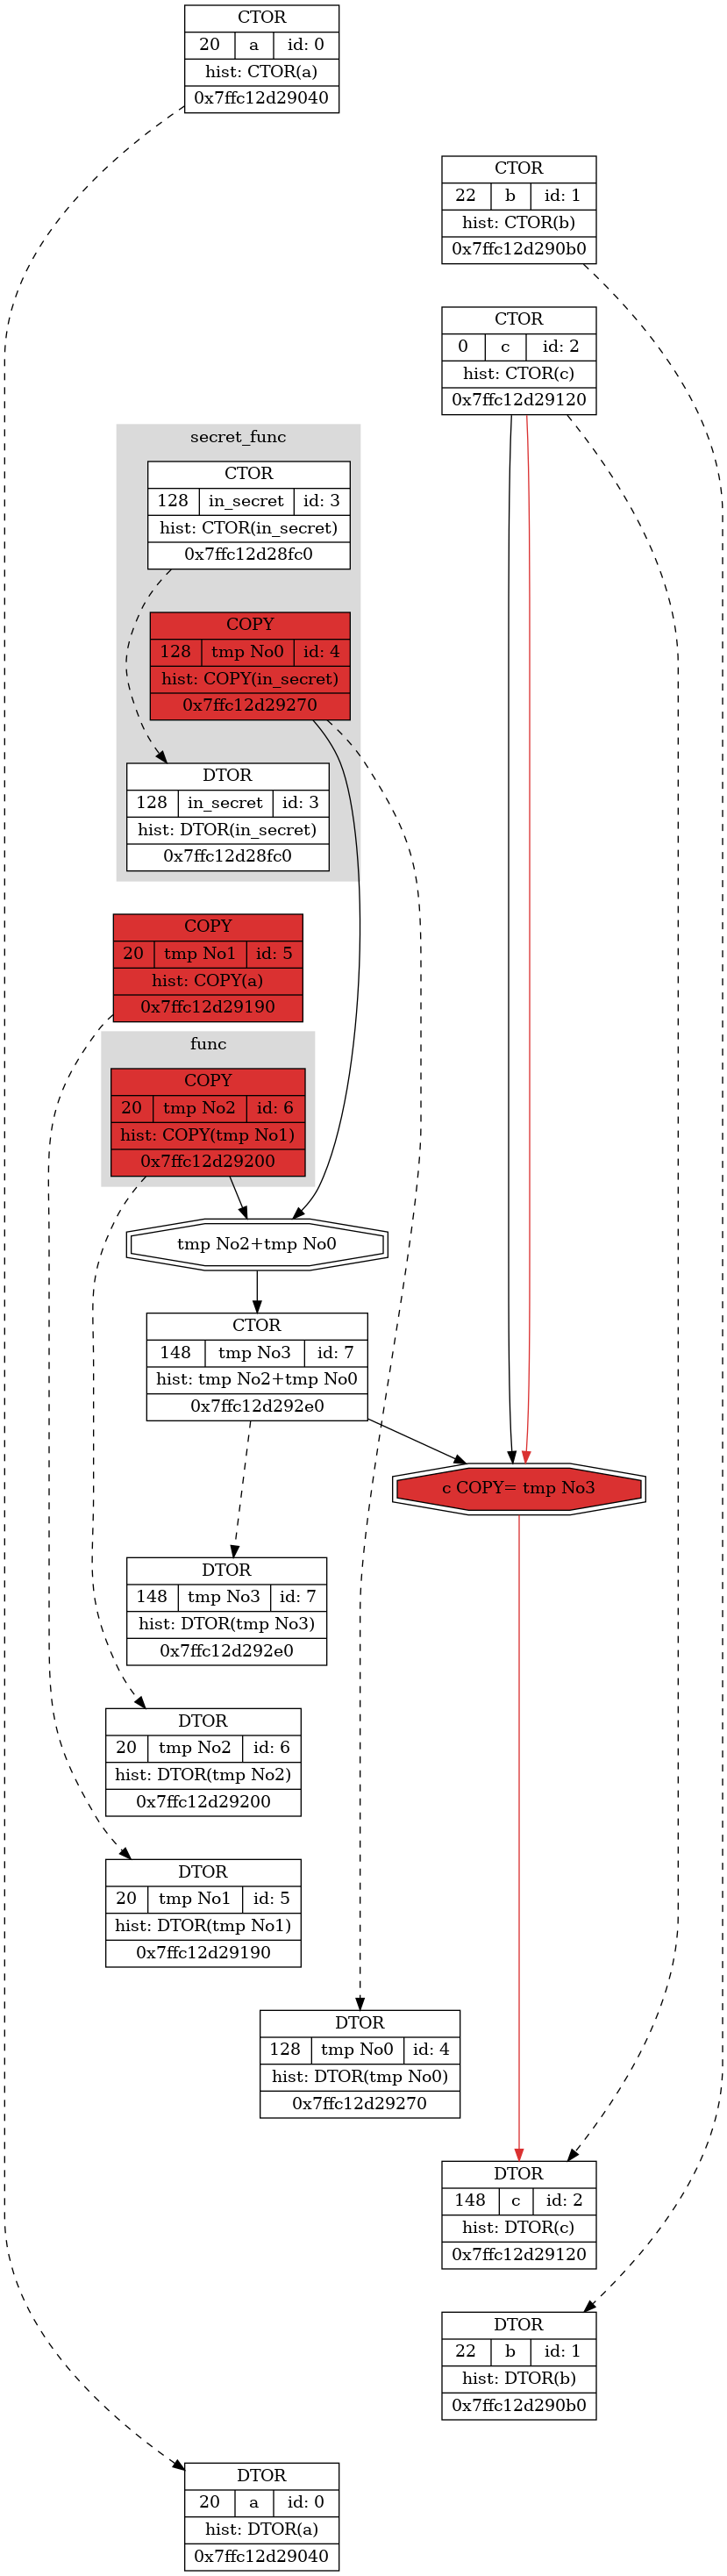 CTOR
20 a id: 0
hist: CTOR(a)
0x7ffc12d29040
CTOR
22 b id: 1
hist: CTOR(b)
0x7ffc12d290b0
CTOR
0 c id: 2
hist: CTOR(c)
0x7ffc12d29120
secret_func
CTOR
128 in_secret id: 3
hist: CTOR(in_secret)
0x7ffc12d28fc0
COPY
128 tmp No0 id: 4
hist: COPY(in_secret)
0x7ffc12d29270
DTOR
128 in_secret id: 3
hist: DTOR(in_secret)
0x7ffc12d28fc0
COPY
20 tmp No1 id: 5
hist: COPY(a)
0x7ffc12d29190
func
COPY
20 tmp No2 id: 6
hist: COPY(tmp No1)
0x7ffc12d29200
tmp No2+tmp No0
CTOR
148 tmp No3 id: 7
hist: tmp No2+tmp No0
0x7ffc12d292e0
c COPY= tmp No3
DTOR
148 tmp No3 id: 7
hist: DTOR(tmp No3)
0x7ffc12d292e0
DTOR
20 tmp No2 id: 6
hist: DTOR(tmp No2)
0x7ffc12d29200
DTOR
20 tmp No1 id: 5
hist: DTOR(tmp No1)
0x7ffc12d29190
DTOR
128 tmp No0 id: 4
hist: DTOR(tmp No0)
0x7ffc12d29270
DTOR
148 c id: 2
hist: DTOR(c)
0x7ffc12d29120
DTOR
22 b id: 1
hist: DTOR(b)
0x7ffc12d290b0
DTOR
20 a id: 0
hist: DTOR(a)
0x7ffc12d29040